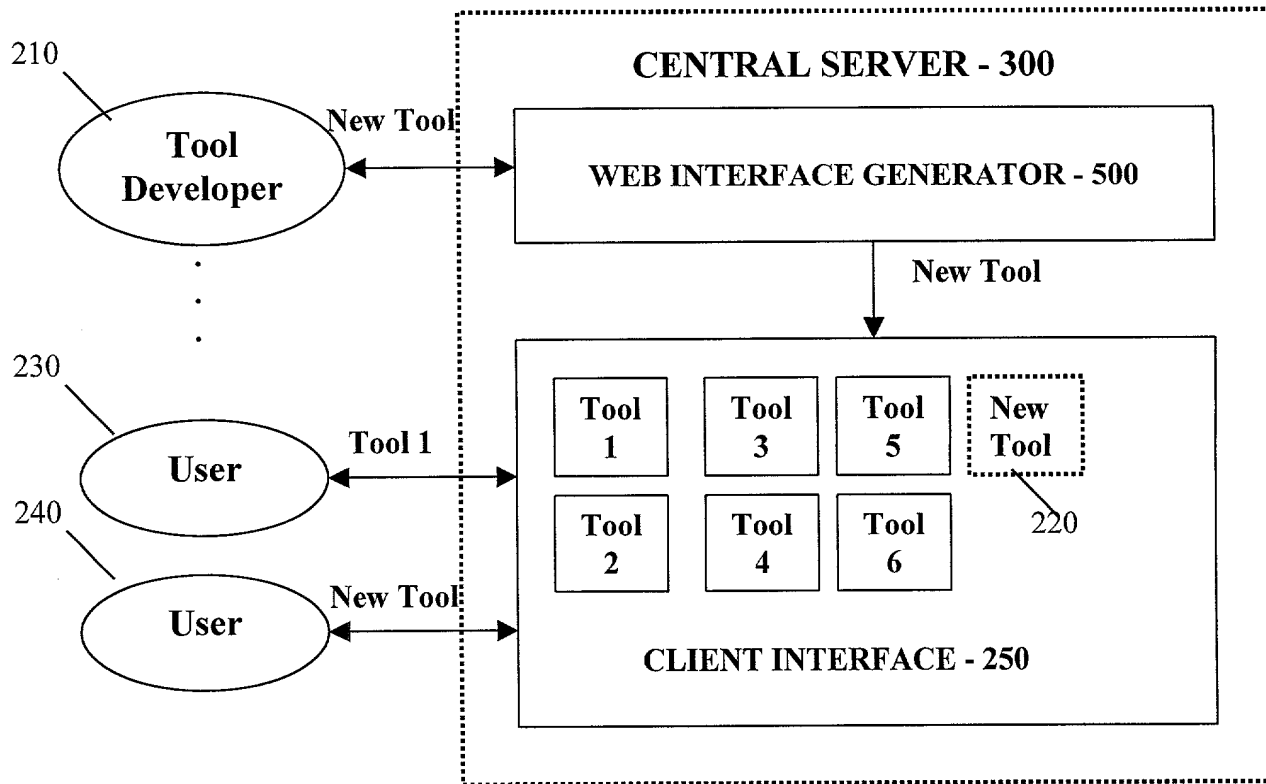 210
CENTRAL SERVER - 300
New Tool
Tool
Developer
WEB INTERFACE GENERATOR - 500
New Tool
230
Tool
1
Tool
3
Tool
5
New
Tool
Tool 1
User
240
220
Tool
2
Tool
4
Tool
6
New Tool
User
CLIENT INTERFACE - 250